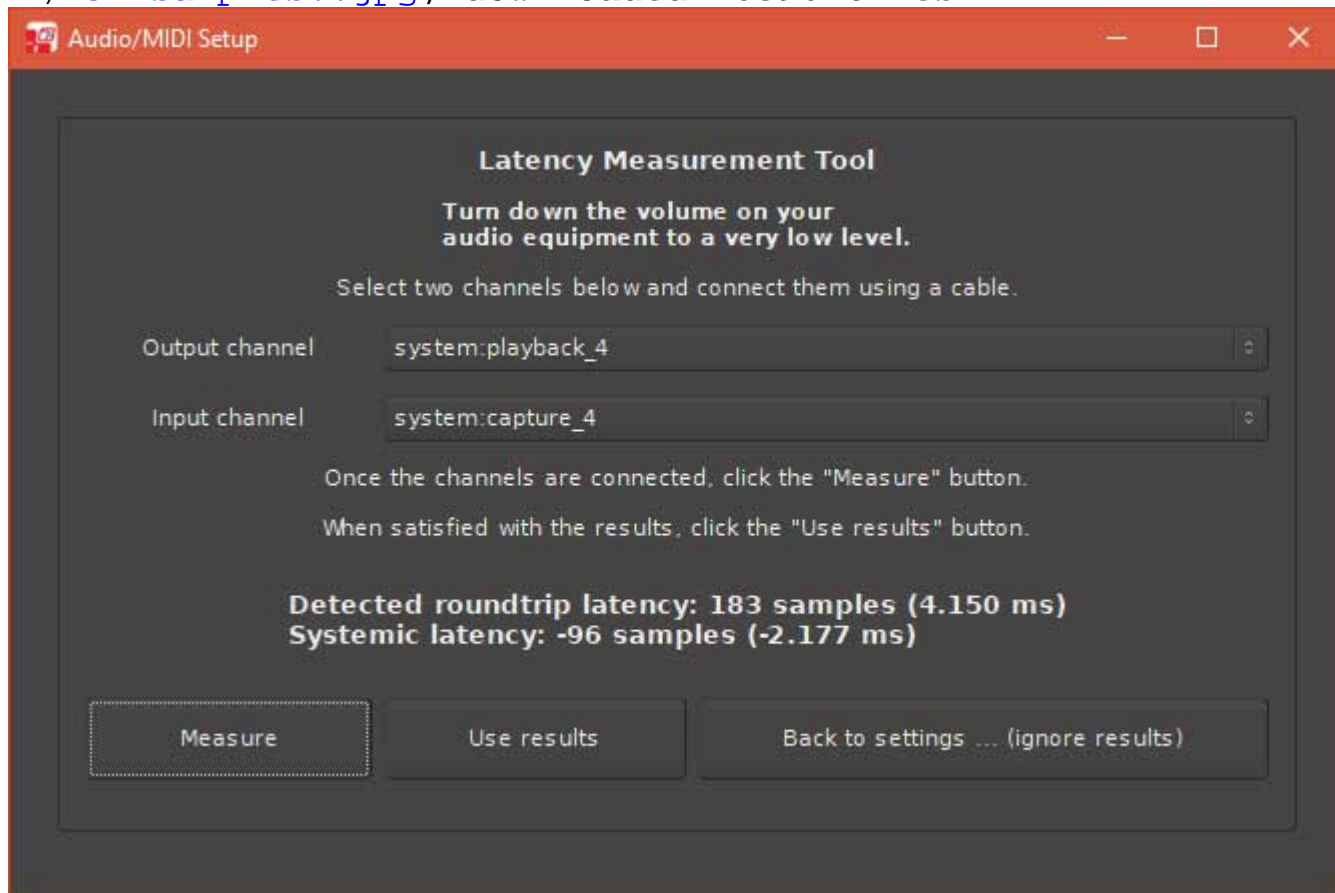 Audio/MIDI Setup
Latency Measurement Tool
Turn down the volume on your
audio equipment to a very low level.
Select two channels below and connect them using a cable.
Output channel system:playback_4
Input channel system:capture_4
Once the channels are connected, click the "Measure" button.
When satisfied with the results, click the "Use results" button.
Detected roundtrip latency: 183 samples (4.150 ms)
Systemic latency: -96 samples (-2.177 ms)
Measure Use results Back to settings ... (ignore results)